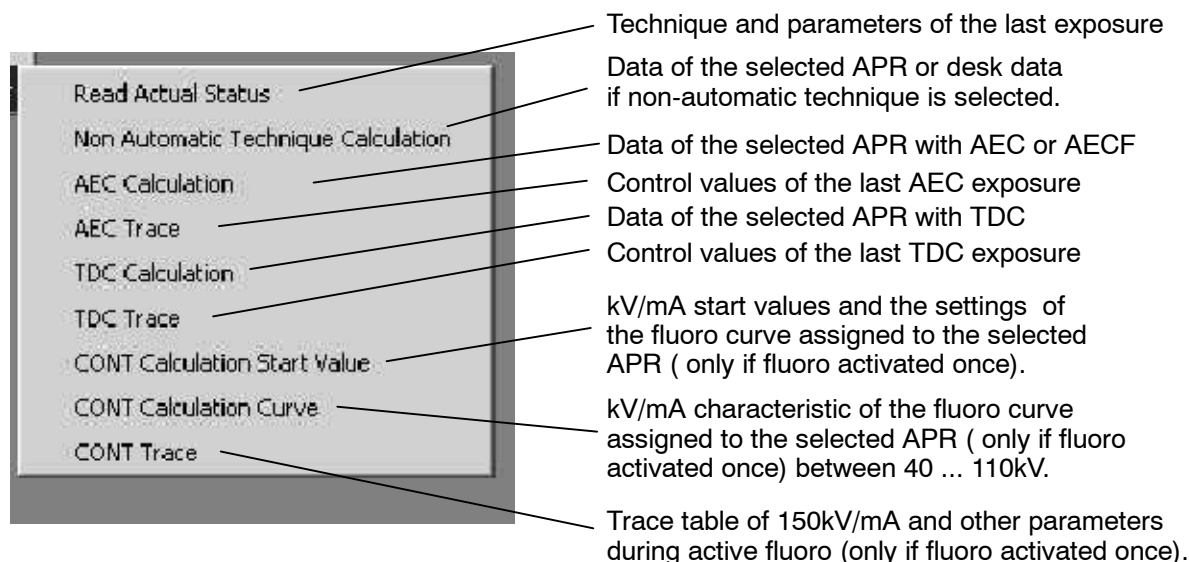 Technique and parameters of the last exposure
Read Actual Status
Data of the selected APR or desk data
if non-automatic technique is selected.
Non Automatic Technique Calculation
Data of the selected APR with AEC or AECF
AEC Calculation
Control values of the last AEC exposure
AEC Trace
Data of the selected APR with TDC
TDC Calculation
Control values of the last TDC exposure
TDC Trace
kV/mA start values and the settings of
the fluoro curve assigned to the selected
APR ( only if fluoro activated once).
CONT Calculation Start Value
kV/mA characteristic of the fluoro curve
assigned to the selected APR ( only if fluoro
activated once) between 40 ... 110kV.
CONT Calculation Curve
CONT Trace
Trace table of 150kV/mA and other parameters
during active fluoro (only if fluoro activated once).